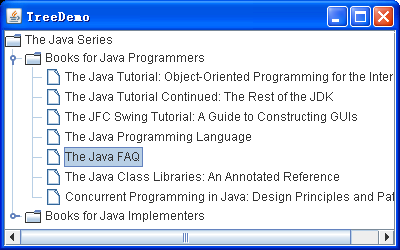 TreeDemo
The Java Series
Books for Java Programmers
The Java Tutorial: Object-Oriented Programming for the Inter
The Java Tutorial Continued: The Rest of the JDK
The JFC Swing Tutorial: A Guide to Constructing GUIs
The Java Programming Language
The Java FAQ
The Java Class Libraries: An Annotated Reference
Concurrent Programming in Java: Design Principles and Pat
Books for Java Implementers